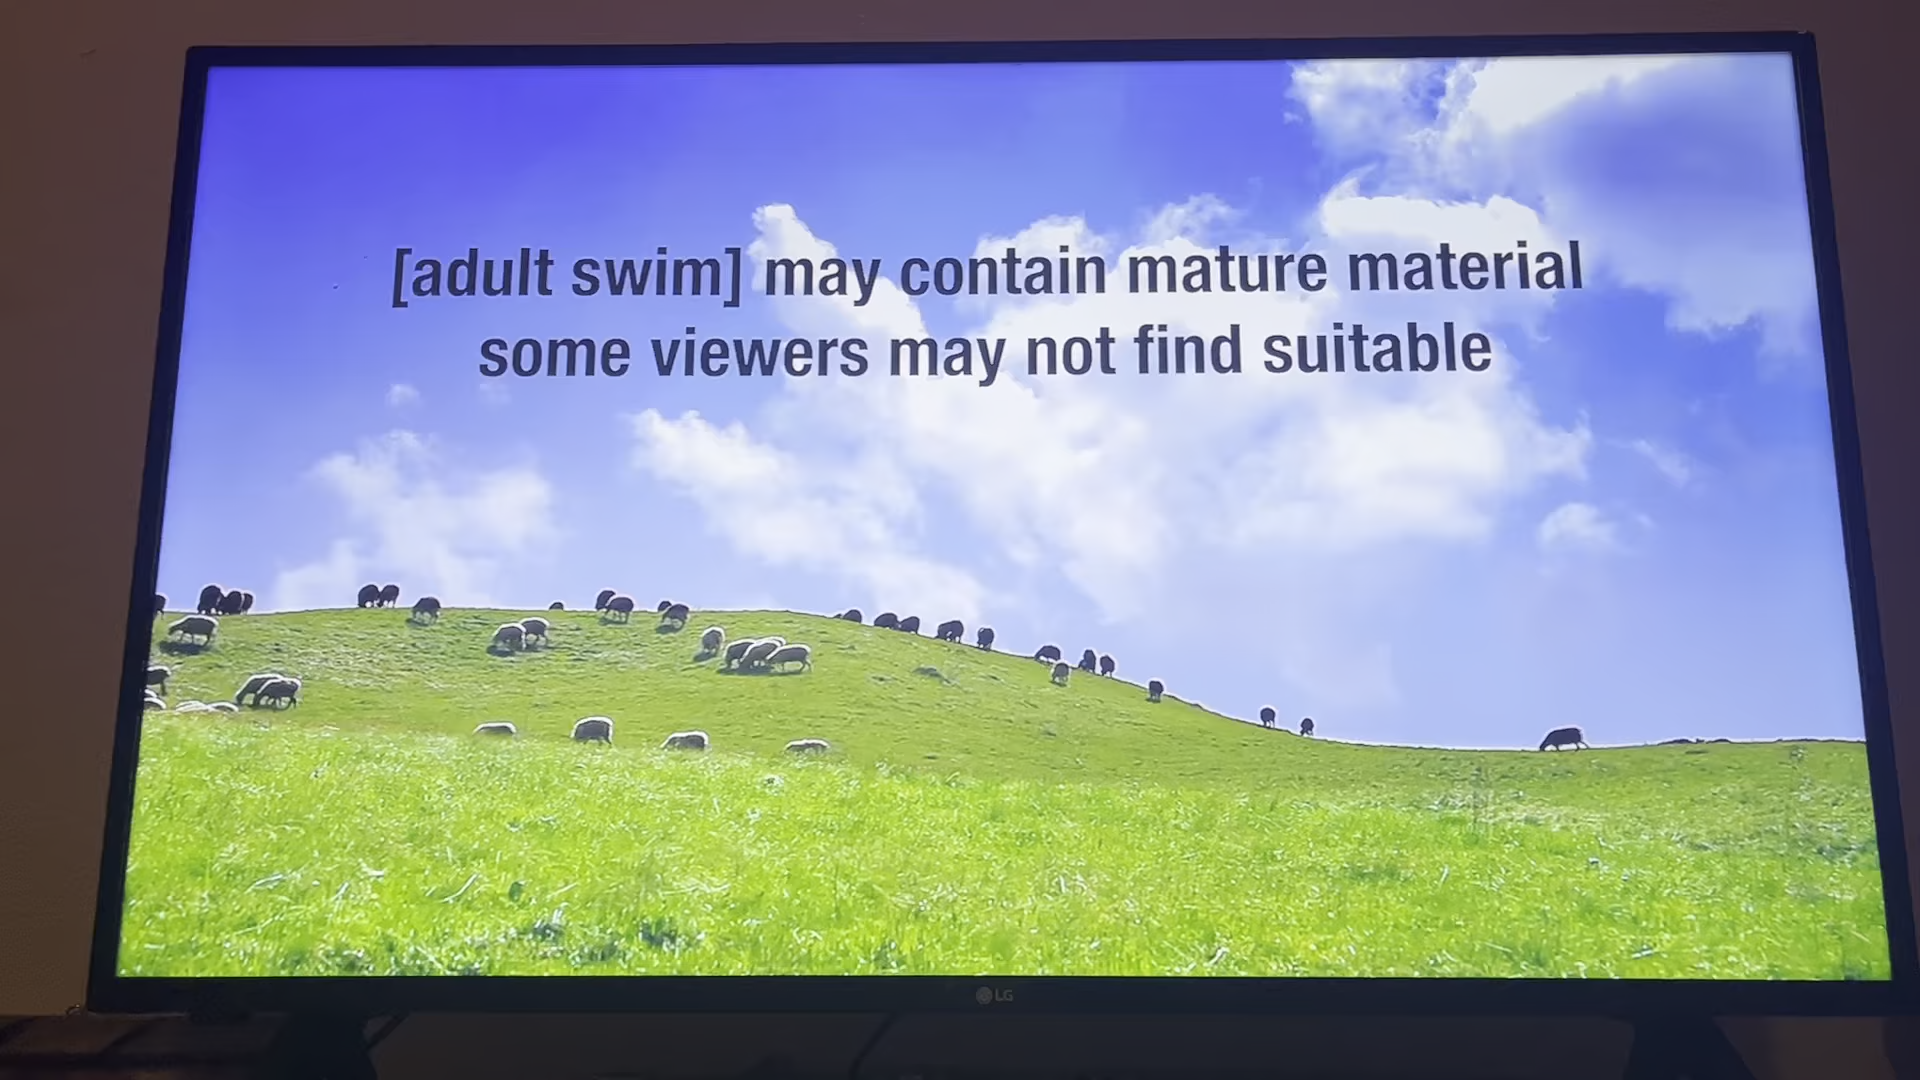 [adult swim] may contain mature material
some viewers may not find suitable
LG